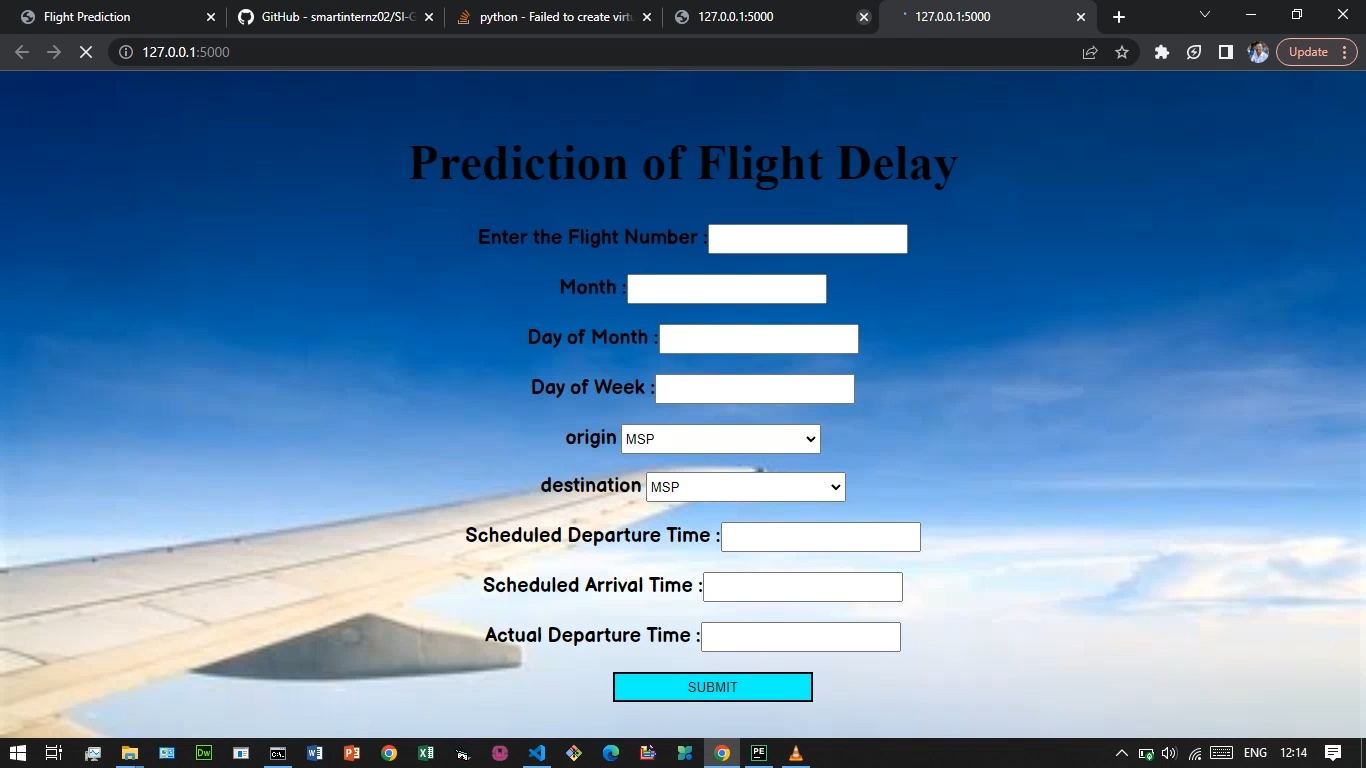 Flight Prediction
GitHub - smartinternz02/SI-G
python - Failed to create virtu
127.0.0.1:5000
127.0.0.1:5000
127.0.0.1:5000
Update
Prediction of Flight Delay
Enter the Flight Number :
Month :
Day of Month :
Day of Week :
origin MSP
destination MSP
Scheduled Departure Time :
Scheduled Arrival Time :
Actual Departure Time :
SUBMIT
Dw
C:\.
PE
ENG
12:14